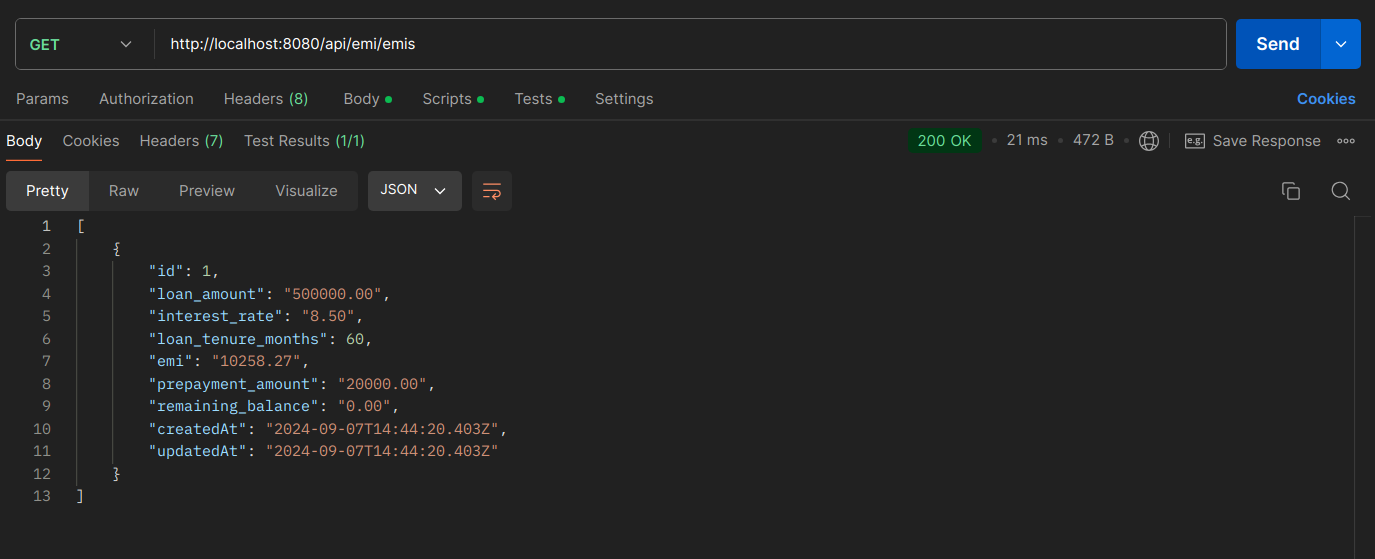 GET http://localhost:8080/api/emi/emis Send
Params Authorization Headers (8) Body Scripts Tests Settings Cookies
Body Cookies Headers (7) Test Results (1/1) 200 OK 21 ms 472 B e.g. Save Response
Pretty Raw Preview Visualize JSON
1 [
2 {
3 "id": 1,
4 "loan_amount": "500000.00",
5 "interest_rate": "8.50",
6 "loan_tenure_months": 60,
7 "emi": "10258.27",
8 "prepayment_amount": "20000.00",
9 "remaining_balance": "0.00",
10 "createdAt": "2024-09-07T14:44:20.403Z",
11 "updatedAt": "2024-09-07T14:44:20.403Z"
12 }
13 ]